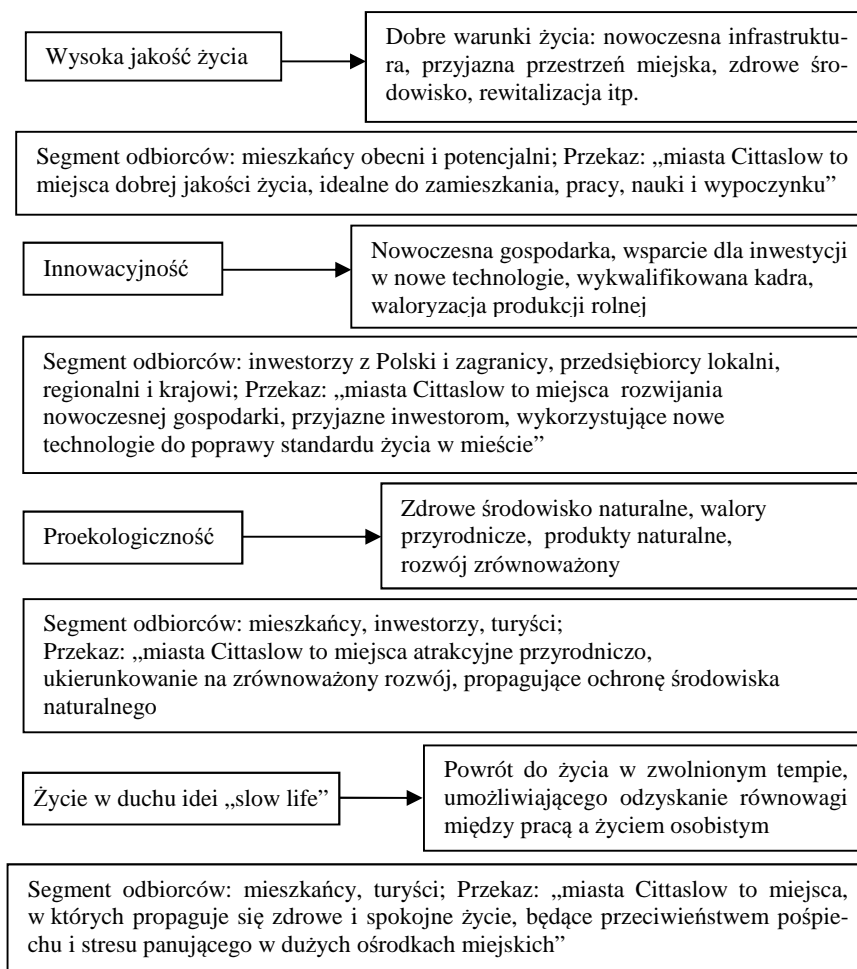 Wysoka jakość życia
Dobre warunki życia: nowoczesna infrastruktu-
ra, przyjazna przestrzeń miejska, zdrowe śro-
dowisko, rewitalizacja itp.
Segment odbiorców: mieszkańcy obecni i potencjalni; Przekaz: „miasta Cittaslow to
miejsca dobrej jakości życia, idealne do zamieszkania, pracy, nauki i wypoczynku”
Innowacyjność
Nowoczesna gospodarka, wsparcie dla inwestycji
w nowe technologie, wykwalifikowana kadra,
waloryzacja produkcji rolnej
Segment odbiorców: inwestorzy z Polski i zagranicy, przedsiębiorcy lokalni,
regionalni i krajowi; Przekaz: „miasta Cittaslow to miejsca rozwijania
nowoczesnej gospodarki, przyjazne inwestorom, wykorzystujące nowe
technologie do poprawy standardu życia w mieście”
Proekologiczność
Zdrowe środowisko naturalne, walory
przyrodnicze, produkty naturalne,
rozwój zrównoważony
Segment odbiorców: mieszkańcy, inwestorzy, turyści;
Przekaz: „miasta Cittaslow to miejsca atrakcyjne przyrodniczo,
ukierunkowanie na zrównoważony rozwój, propagujące ochronę środowiska
naturalnego
Życie w duchu idei „slow life”
Powrót do życia w zwolnionym tempie,
umożliwiającego odzyskanie równowagi
między pracą a życiem osobistym
Segment odbiorców: mieszkańcy, turyści; Przekaz: „miasta Cittaslow to miejsca,
w których propaguje się zdrowe i spokojne życie, będące przeciwieństwem pośpie-
chu i stresu panującego w dużych ośrodkach miejskich”